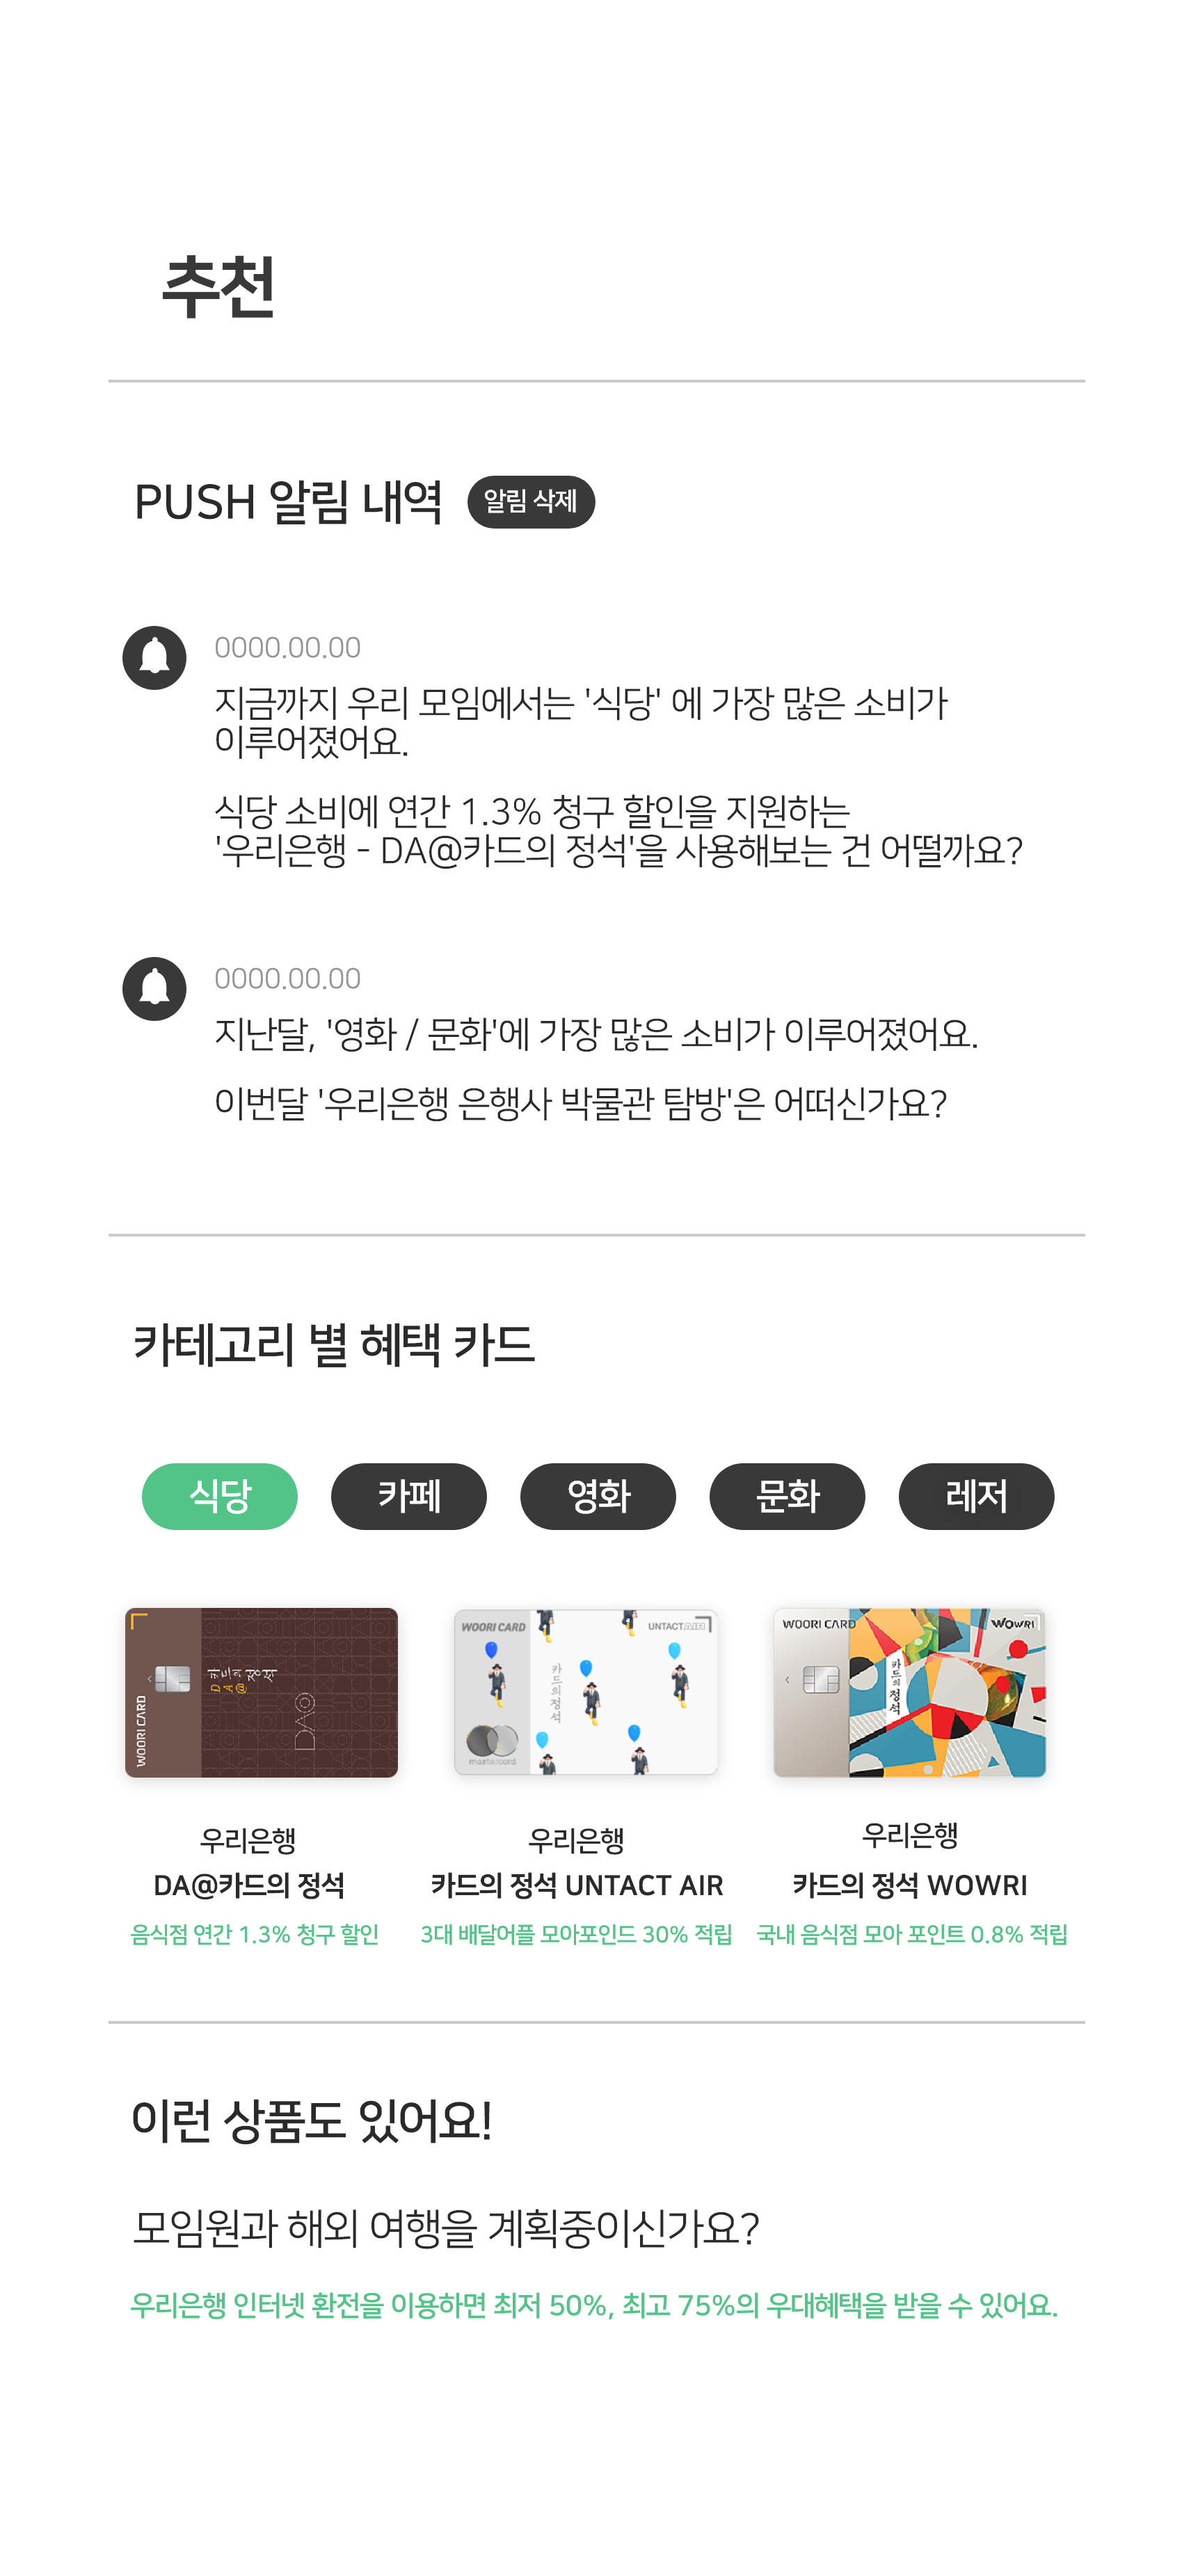 추천
PUSH 알림 내역
알림 삭제
0000.00.00
지금까지 우리 모임에서는 '식당' 에 가장 많은 소비가
이루어졌어요.
식당 소비에 연간 1.3% 청구 할인을 지원하는
'우리은행 - DA@카드의 정석'을 사용해보는 건 어떨까요?
0000.00.00
지난달, '영화 / 문화'에 가장 많은 소비가 이루어졌어요.
이번달 '우리은행 은행사 박물관 탐방'은 어떠신가요?
카테고리 별 혜택 카드
식당
카페
영화
문화
레저
WOORI CARD
카드의 정석
DA@
DAO
WOORI CARD
UNTACT AIR
카드의정석
mastercard
WOORI CARD
WOWRI
카드의정석
우리은행
DA@카드의 정석
음식점 연간 1.3% 청구 할인
우리은행
카드의 정석 UNTACT AIR
3대 배달어플 모아포인드 30% 적립
우리은행
카드의 정석 WOWRI
국내 음식점 모아 포인트 0.8% 적립
이런 상품도 있어요!
모임원과 해외 여행을 계획중이신가요?
우리은행 인터넷 환전을 이용하면 최저 50%, 최고 75%의 우대혜택을 받을 수 있어요.